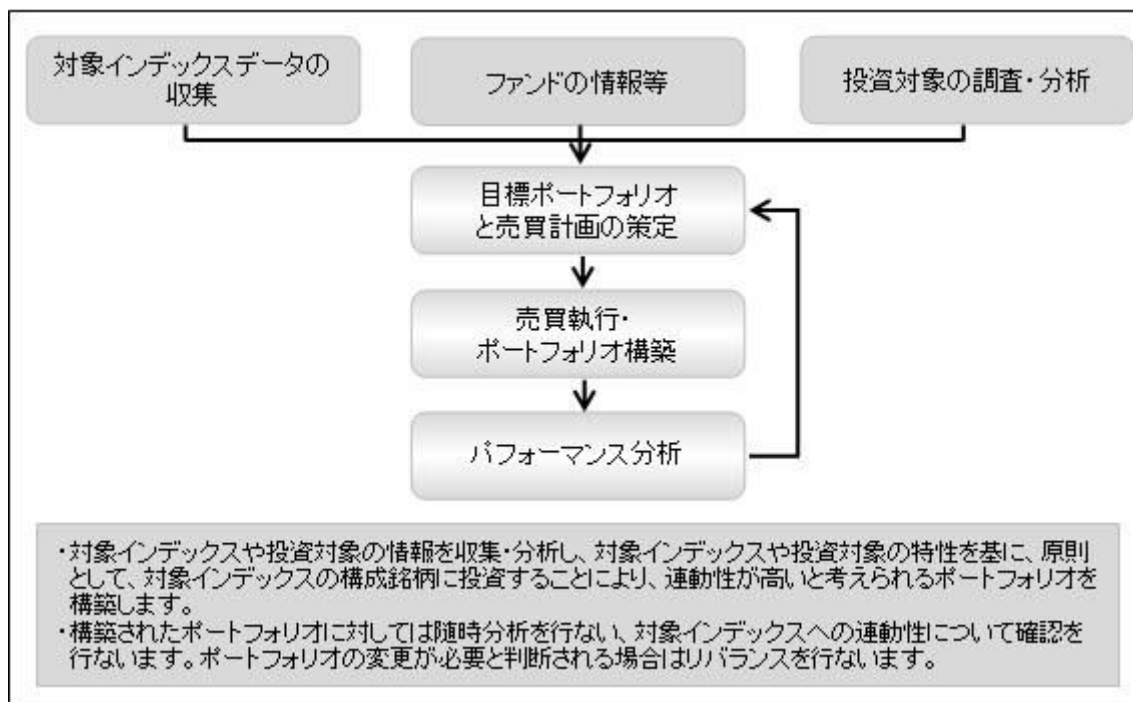 対象インデックスデータの
収集
ファンドの情報等
投資対象の調査・分析
目標ポートフォリオ
と売買計画の策定
売買執行・
ポートフォリオ構築
パフォーマンス分析
・対象インデックスや投資対象の情報を収集・分析し、対象インデックスや投資対象の特性を基に、原則
として、対象インデックスの構成銘柄に投資することにより、連動性が高いと考えられるポートフォリオを
構築します。
・構築されたポートフォリオに対しては随時分析を行ない、対象インデックスへの連動性について確認を
行ないます。ポートフォリオの変更が必要と判断される場合はリバランスを行ないます。